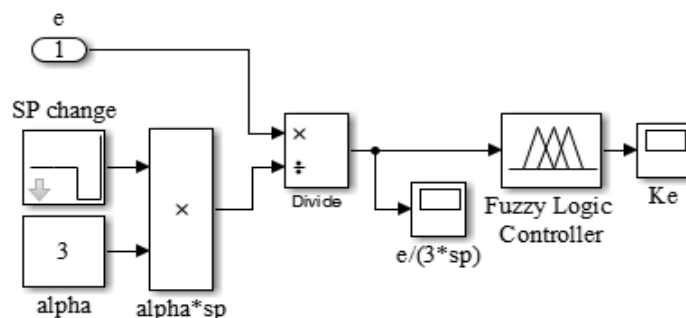 e
1
SP change
3
alpha
×
alpha*sp
×
÷
Divide
e/(3*sp)
Fuzzy Logic
Controller
Ke